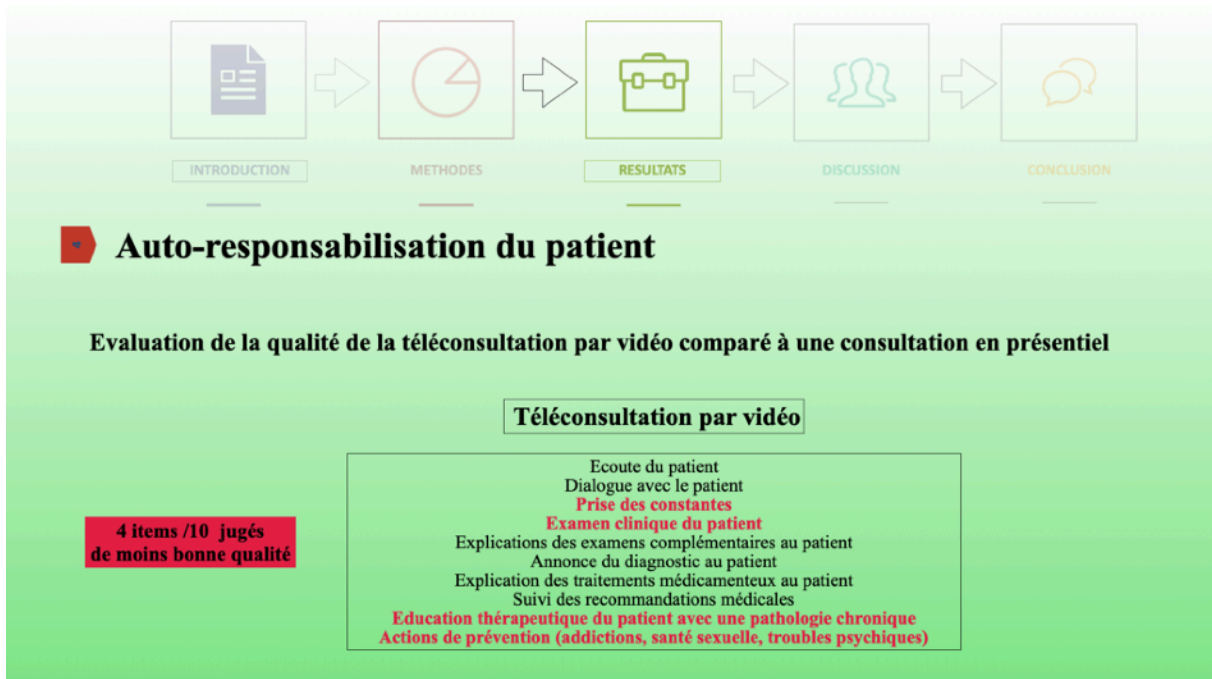 INTRODUCTION
METHODES
RESULTATS
DISCUSSION
CONCLUSION
Auto-responsabilisation du patient
Evaluation de la qualité de la téléconsultation par vidéo comparé à une consultation en présentiel
Téléconsultation par vidéo
4 items /10 jugés
de moins bonne qualité
Ecoute du patient
Dialogue avec le patient
Prise des constantes
Examen clinique du patient
Explications des examens complémentaires au patient
Annonce du diagnostic au patient
Explication des traitements médicamenteux au patient
Suivi des recommandations médicales
Education thérapeutique du patient avec une pathologie chronique
Actions de prévention (addictions, santé sexuelle, troubles psychiques)